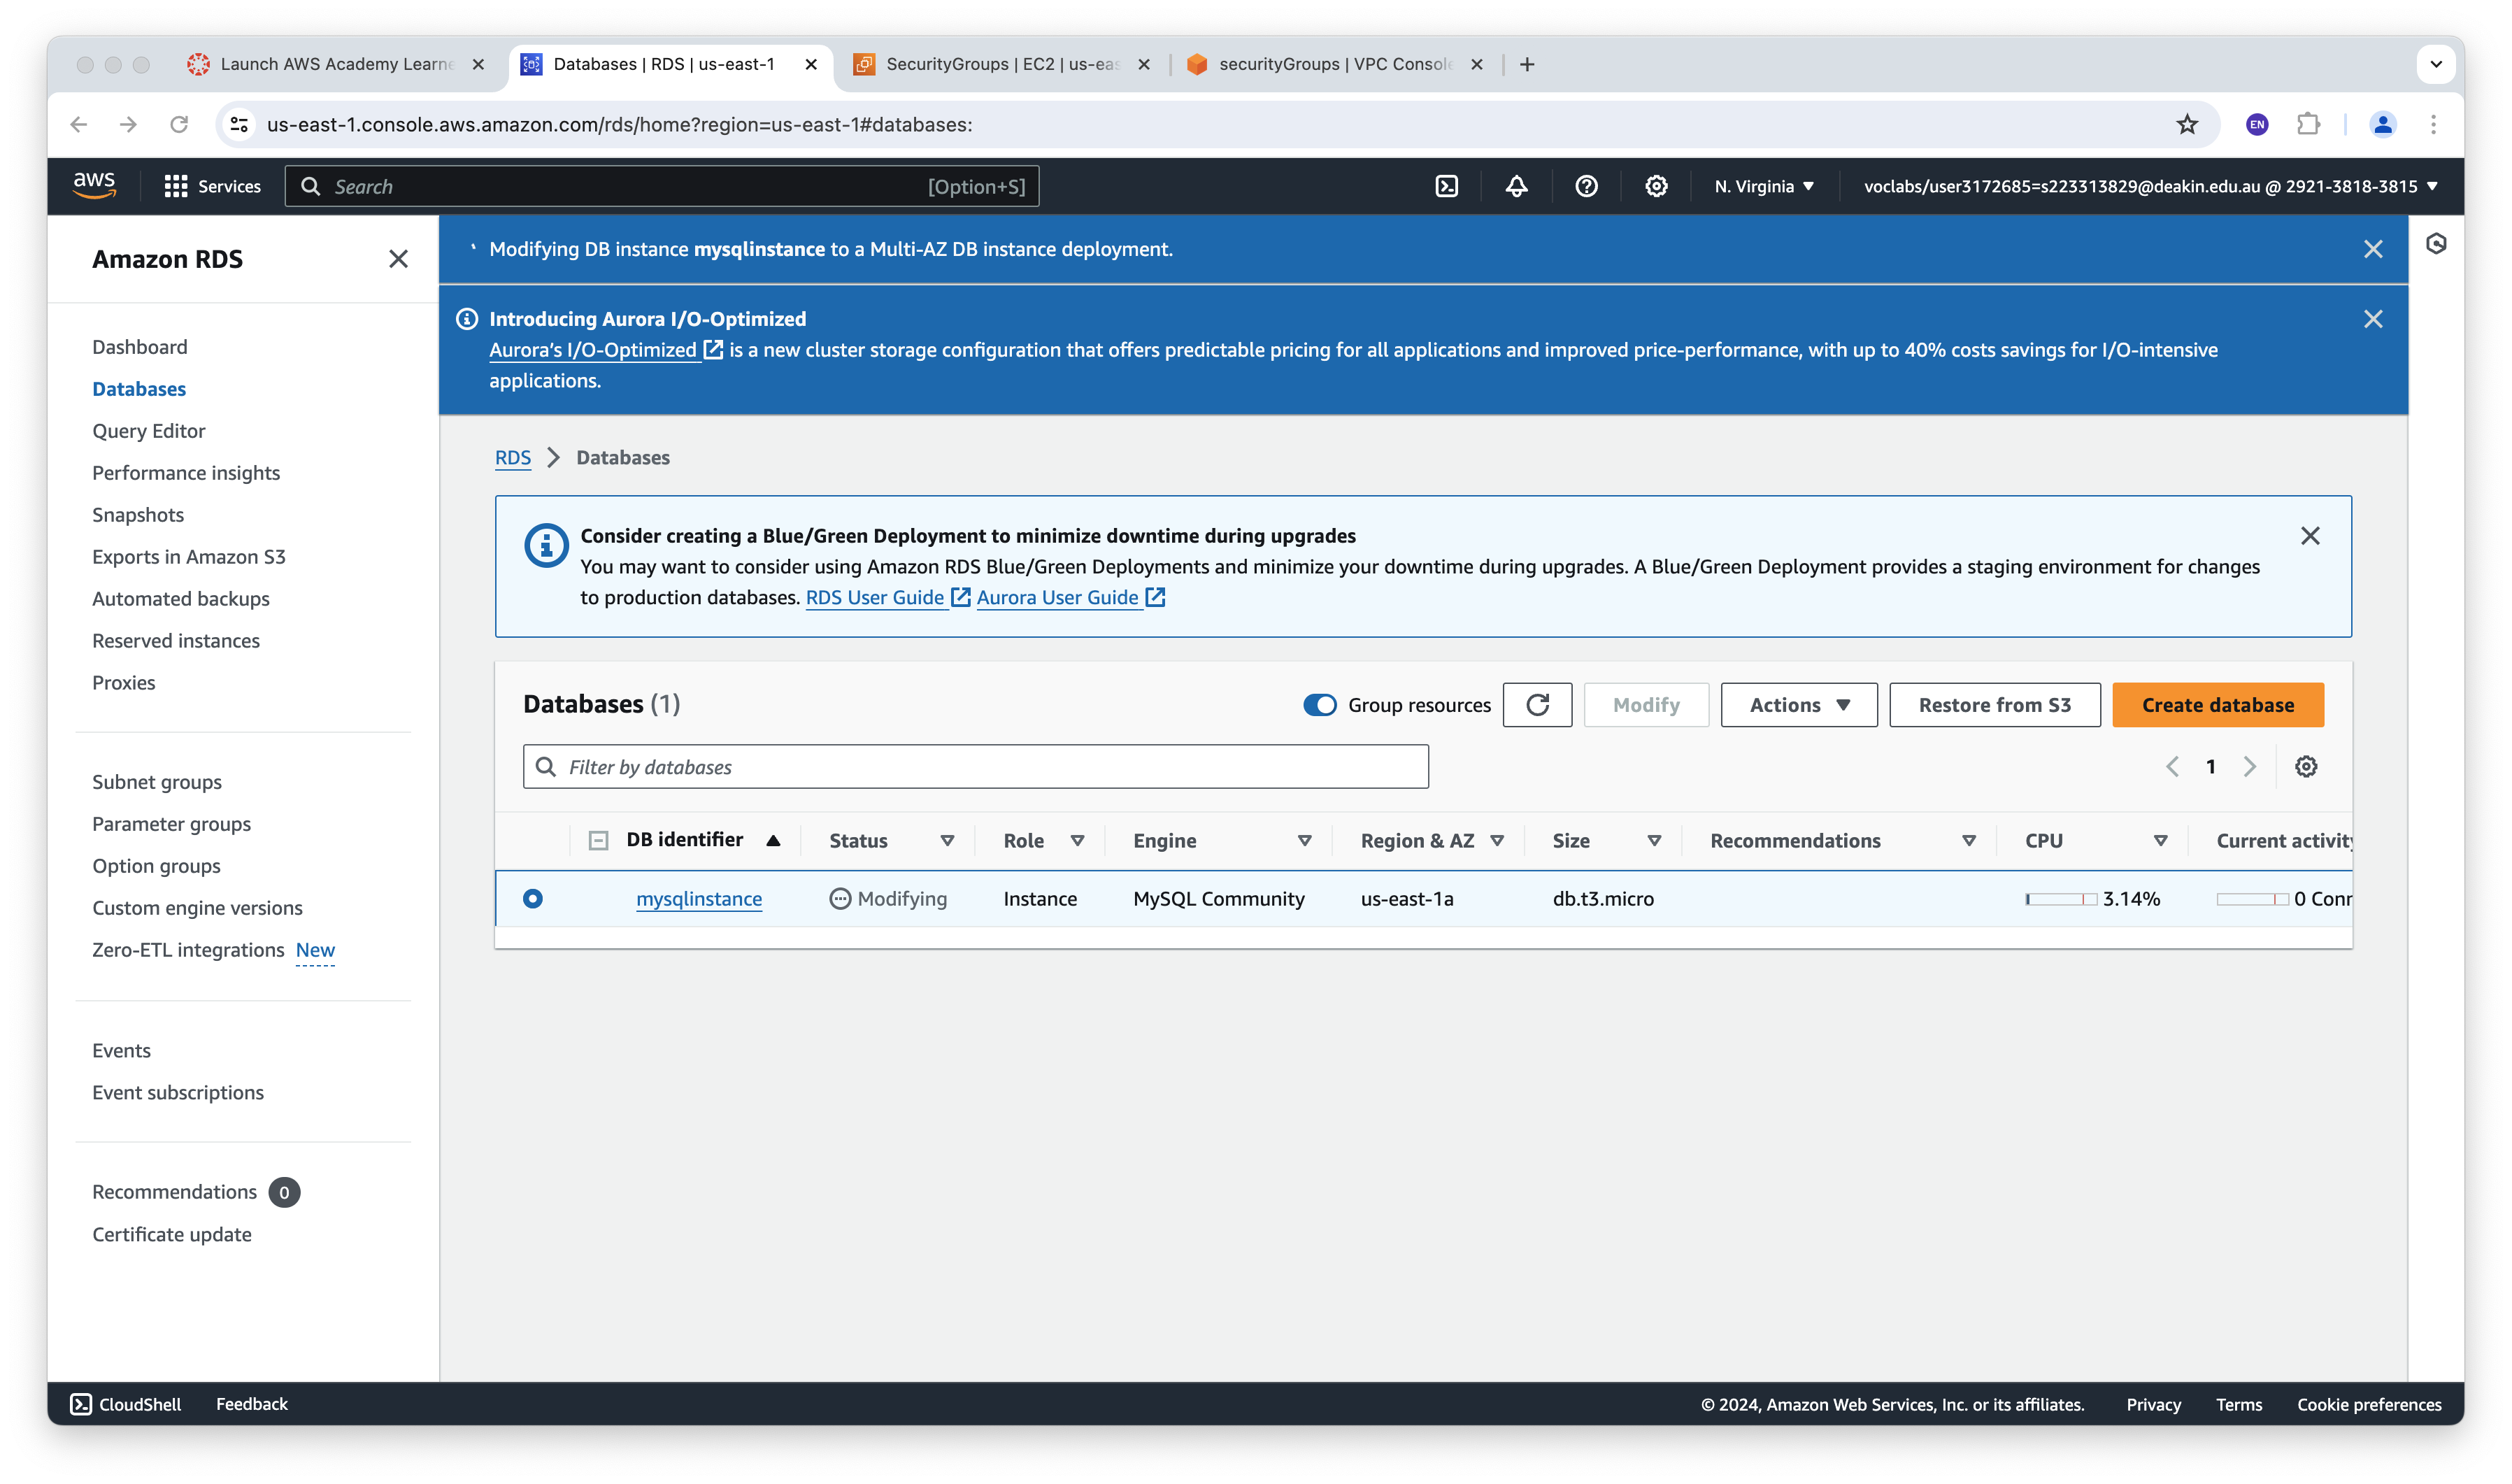 Launch AWS Academy Learne
Databases | RDS | us-east-1
SecurityGroups | EC2 | us-eas
securityGroups | VPC Console
us-east-1.console.aws.amazon.com/rds/home?region=us-east-1#databases:
EN
aws
Services
Search
[Option+S]
N. Virginia
voclabs/user3172685=s223313829@deakin.edu.au @ 2921-3818-3815
Amazon RDS
Dashboard
Databases
Query Editor
Performance insights
Snapshots
Exports in Amazon S3
Automated backups
Reserved instances
Proxies
Subnet groups
Parameter groups
Option groups
Custom engine versions
Zero-ETL integrations New
Events
Event subscriptions
Recommendations 0
Certificate update
Modifying DB instance mysqlinstance to a Multi-AZ DB instance deployment.
Introducing Aurora I/O-Optimized
Aurora's I/O-Optimized is a new cluster storage configuration that offers predictable pricing for all applications and improved price-performance, with up to 40% costs savings for I/O-intensive
applications.
RDS > Databases
Consider creating a Blue/Green Deployment to minimize downtime during upgrades
You may want to consider using Amazon RDS Blue/Green Deployments and minimize your downtime during upgrades. A Blue/Green Deployment provides a staging environment for changes
to production databases. RDS User Guide Aurora User Guide
Databases (1)
Group resources
Modify
Actions
Restore from S3
Create database
Filter by databases
1
DB identifier Status Role Engine Region & AZ Size Recommendations CPU Current activity
mysqlinstance Modifying Instance MySQL Community us-east-1a db.t3.micro 3.14% 0 Conn
CloudShell
Feedback
© 2024, Amazon Web Services, Inc. or its affiliates.
Privacy
Terms
Cookie preferences